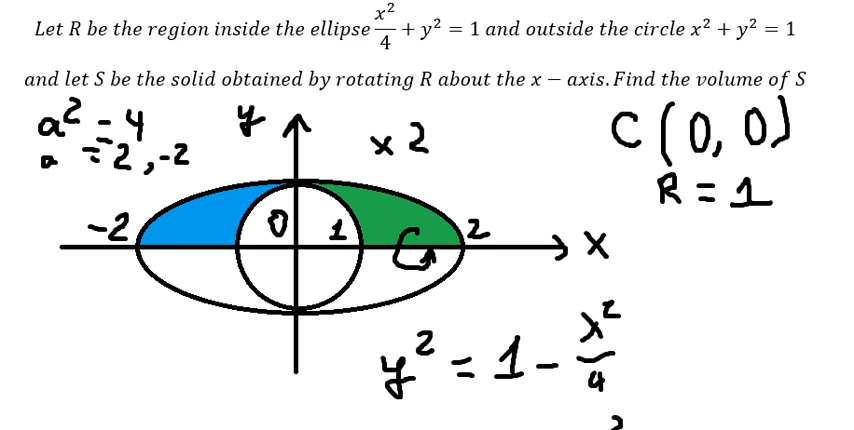 Let R be the region inside the ellipse x²/4 + y² = 1 and outside the circle x² + y² = 1
and let S be the solid obtained by rotating R about the x − axis. Find the volume of S
a² = 4
a = 2, -2
y
x 2
C(0, 0)
R = 1
-2
0
1
2
x
y² = 1 - x²/4
2